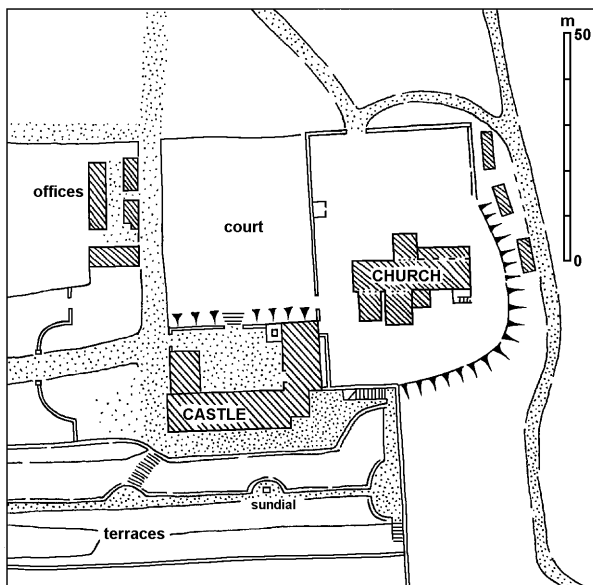 m
50
offices
court
0
CHURCH
CASTLE
sundial
terraces